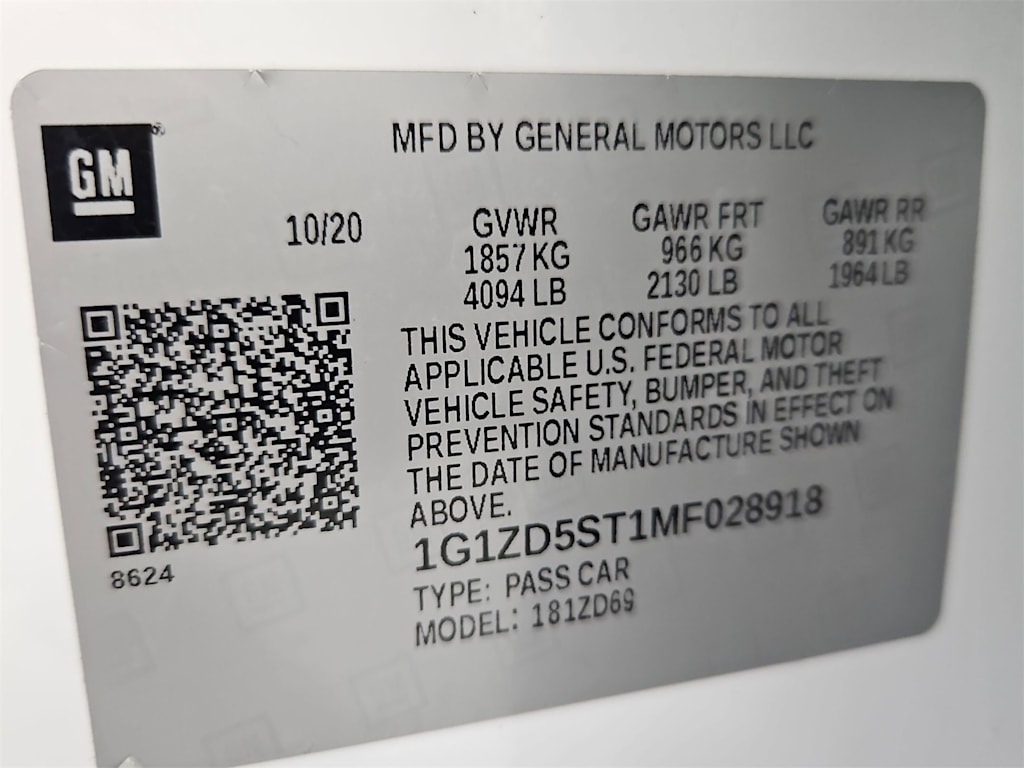 GM
MFD BY GENERAL MOTORS LLC
10/20
GVWR GAWR FRT GAWR RR
1857 KG 966 KG 891 KG
4094 LB 2130 LB 1964 LB
THIS VEHICLE CONFORMS TO ALL
APPLICABLE U.S. FEDERAL MOTOR
VEHICLE SAFETY, BUMPER, AND THEFT
PREVENTION STANDARDS IN EFFECT ON
THE DATE OF MANUFACTURE SHOWN
ABOVE.
1G1ZD5ST1MF028918
TYPE: PASS CAR
MODEL: 181ZD69
8624